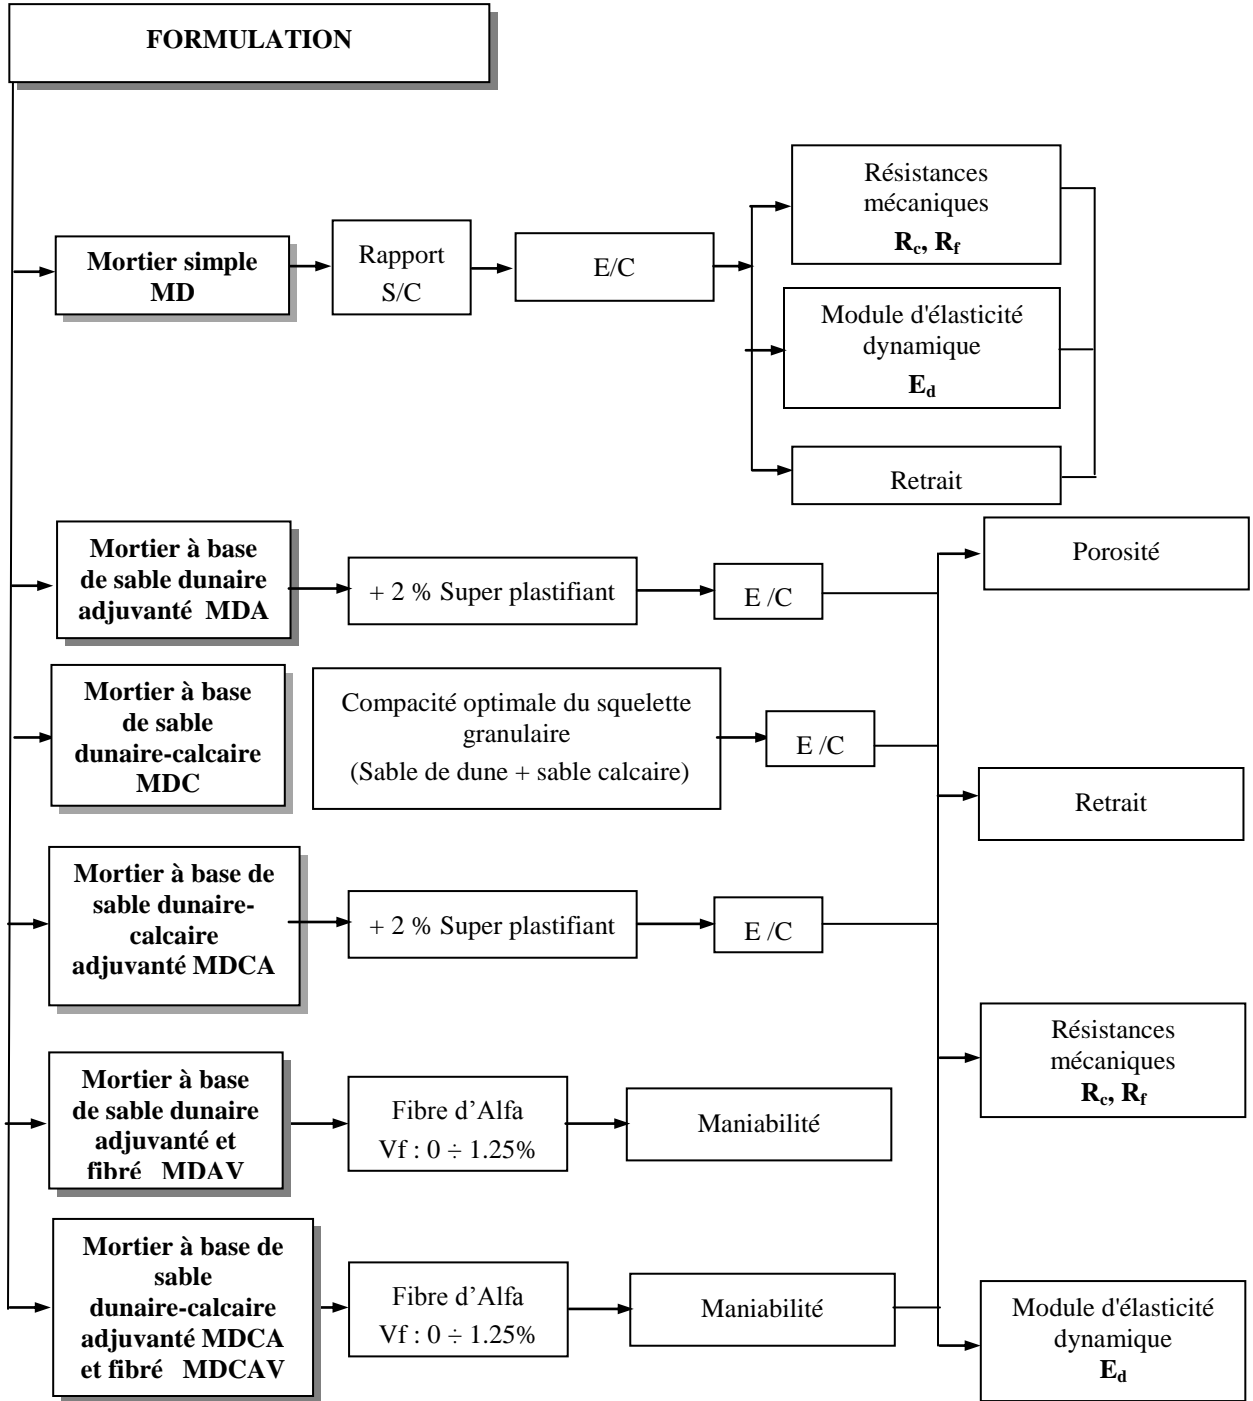 FORMULATION
Mortier simple
MD
Rapport
S/C
E/C
Résistances
mécaniques
Rc, Rf
Module d'élasticité
dynamique
Ed
Retrait
Mortier à base
de sable dunaire
adjuvanté MDA
+ 2 % Super plastifiant
E /C
Porosité
Mortier à base
de sable
dunaire-calcaire
MDC
Compacité optimale du squelette
granulaire
(Sable de dune + sable calcaire)
E /C
Retrait
Mortier à base de
sable dunaire-
calcaire
adjuvanté MDCA
+ 2 % Super plastifiant
E /C
Résistances
mécaniques
Rc, Rf
Mortier à base
de sable dunaire
adjuvanté et
fibré MDAV
Fibre d’Alfa
Vf : 0 ÷ 1.25%
Maniabilité
Mortier à base de
sable
dunaire-calcaire
adjuvanté MDCA
et fibré MDCAV
Fibre d’Alfa
Vf : 0 ÷ 1.25%
Maniabilité
Module d'élasticité
dynamique
Ed